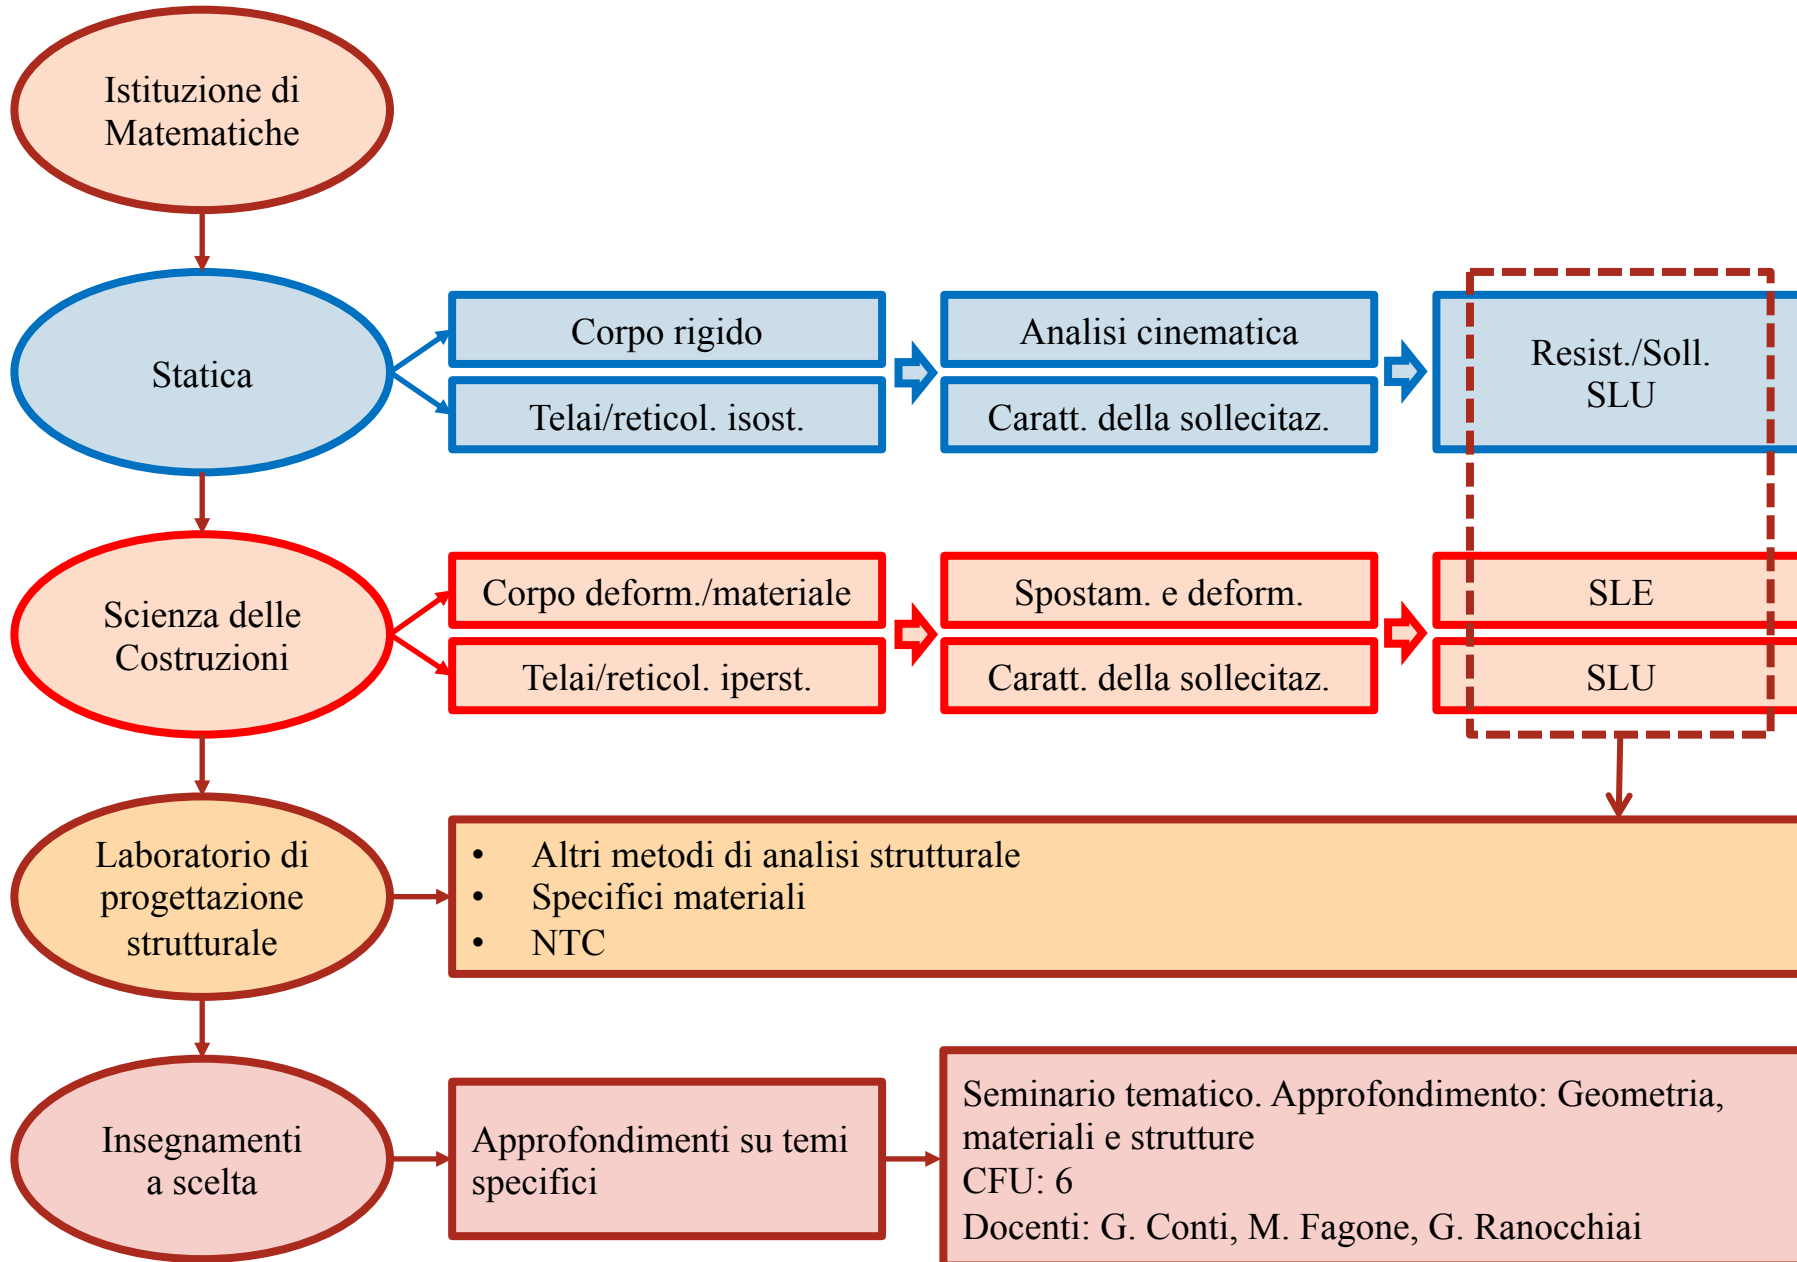 Istituzione di
Matematiche
Statica
Corpo rigido
Telai/reticol. isost.
Analisi cinematica
Caratt. della sollecitaz.
Resist./Soll.
SLU
Scienza delle
Costruzioni
Corpo deform./materiale
Telai/reticol. iperst.
Spostam. e deform.
Caratt. della sollecitaz.
SLE
SLU
Laboratorio di
progettazione
strutturale
• Altri metodi di analisi strutturale
• Specifici materiali
• NTC
Insegnamenti
a scelta
Approfondimenti su temi
specifici
Seminario tematico. Approfondimento: Geometria,
materiali e strutture
CFU: 6
Docenti: G. Conti, M. Fagone, G. Ranocchiai